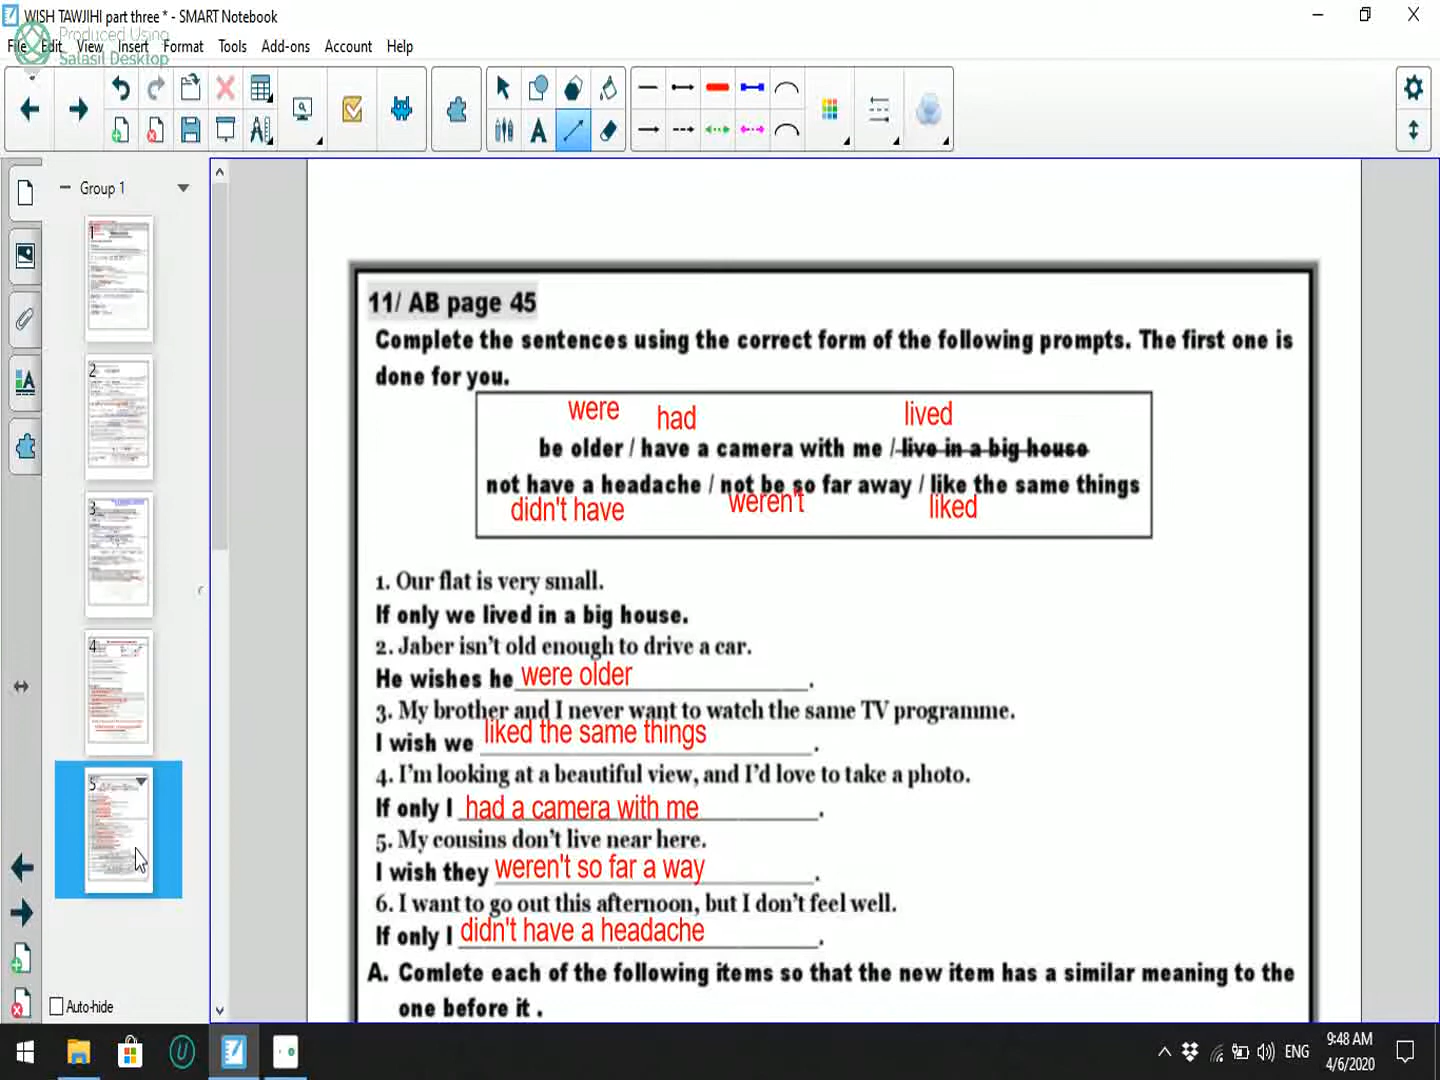 WISH TAWJIHI part three * - SMART Notebook
Produced Using
Salasil Desktop
File Edit View Insert Format Tools Add-ons Account Help
Group 1
1
2
3
4
5
Auto-hide
11/ AB page 45
Complete the sentences using the correct form of the following prompts. The first one is
done for you.
were had lived
be older / have a camera with me / live in a big house
not have a headache / not be so far away / like the same things
didn't have weren't liked
1. Our flat is very small.
If only we lived in a big house.
2. Jaber isn't old enough to drive a car.
He wishes he were older.
3. My brother and I never want to watch the same TV programme.
I wish we liked the same things.
4. I'm looking at a beautiful view, and I'd love to take a photo.
If only I had a camera with me.
5. My cousins don't live near here.
I wish they weren't so far a way.
6. I want to go out this afternoon, but I don't feel well.
If only I didn't have a headache.
A. Comlete each of the following items so that the new item has a similar meaning to the
one before it .
ENG
9:48 AM
4/6/2020